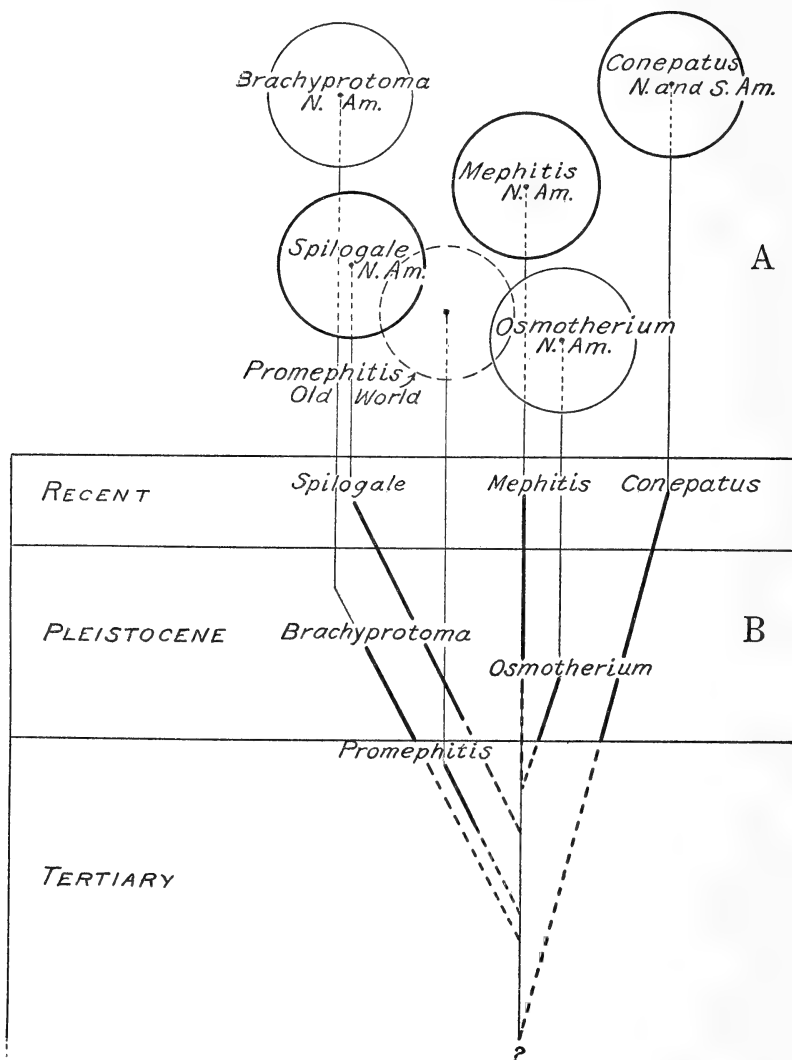 Brachyprotoma
N. Am.
Conepatus
N. and S. Am.
Mephitis
N. Am.
Spilogale
N. Am.
A
Osmotherium
N. Am.
Promephitis
Old World
RECENT
Spilogale
Mephitis
Conepatus
PLEISTOCENE
Brachyprotoma
B
Osmotherium
Promephitis
TERTIARY
?